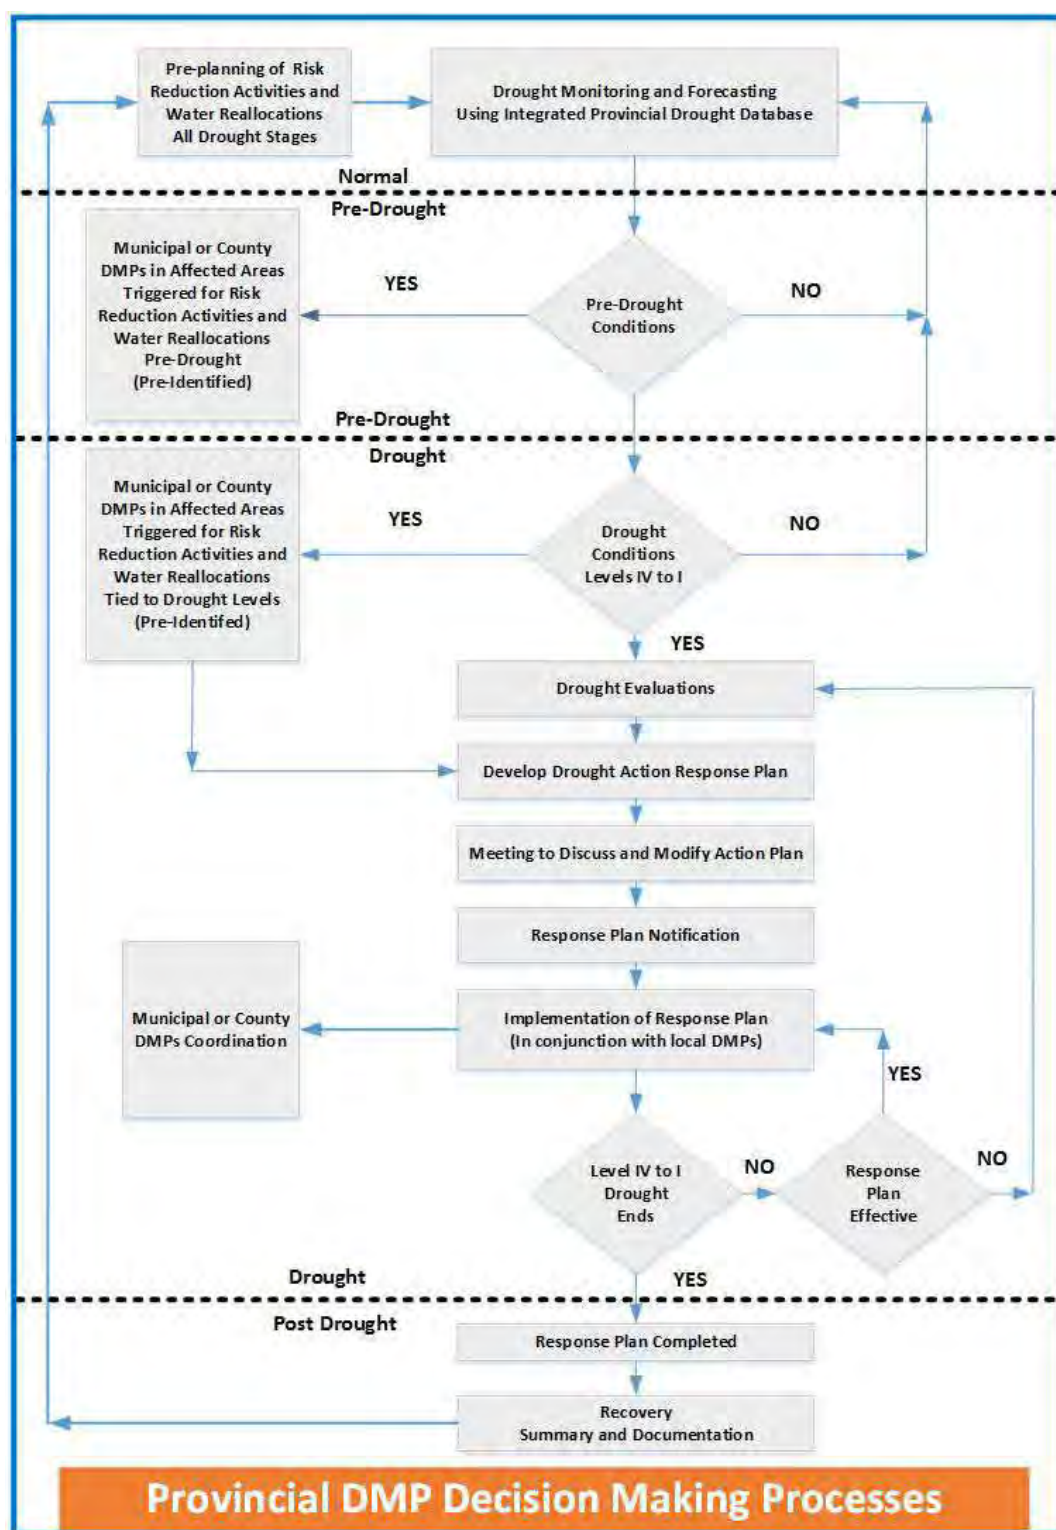 Pre-planning of Risk
Reduction Activities and
Water Reallocations
All Drought Stages
Drought Monitoring and Forecasting
Using Integrated Provincial Drought Database
Normal
Pre-Drought
Municipal or County
DMPs in Affected Areas
Triggered for Risk
Reduction Activities and
Water Reallocations
Pre-Drought
(Pre-Identified)
YES
Pre-Drought
Conditions
NO
Pre-Drought
Drought
Municipal or County
DMPs in Affected Areas
Triggered for Risk
Reduction Activities and
Water Reallocations
Tied to Drought Levels
(Pre-Identifed)
YES
Drought
Conditions
Levels IV to I
NO
YES
Drought Evaluations
Develop Drought Action Response Plan
Meeting to Discuss and Modify Action Plan
Response Plan Notification
Municipal or County
DMPs Coordination
Implementation of Response Plan
(In conjunction with local DMPs)
YES
Level IV to I
Drought
Ends
NO
Response
Plan
Effective
NO
Drought
YES
Post Drought
Response Plan Completed
Recovery
Summary and Documentation
Provincial DMP Decision Making Processes